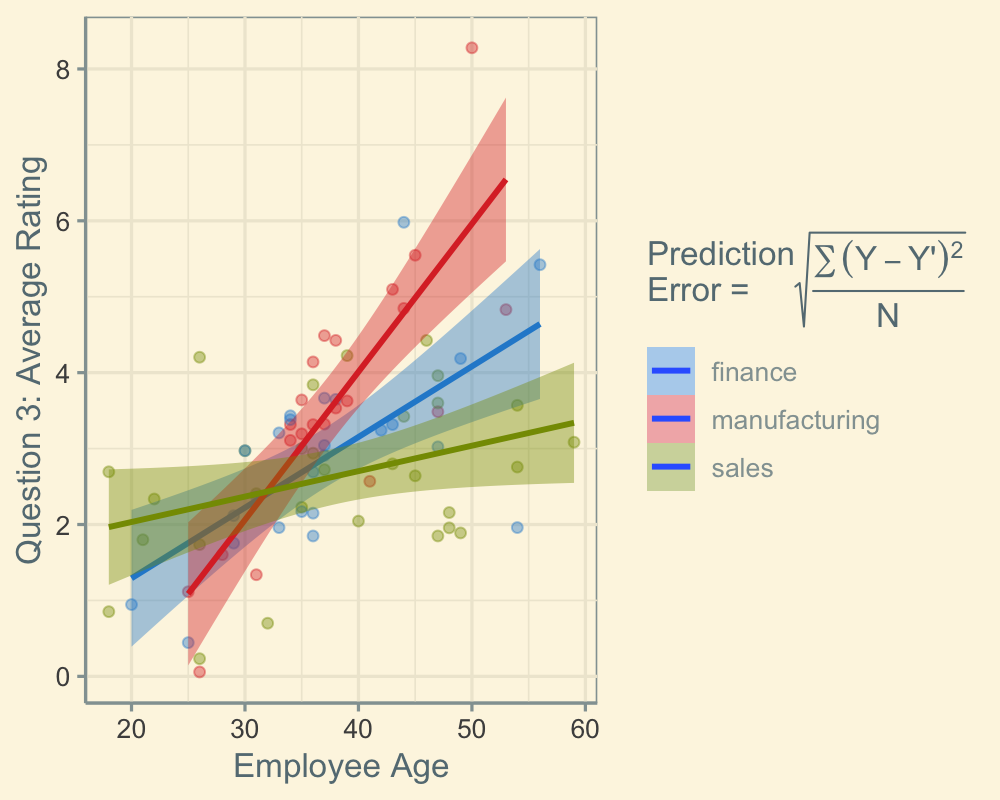 Question 3: Average Rating
8
6
4
2
0
20 30 40 50 60
Employee Age
Prediction
Error = √(∑(Y − Y')² / N)
finance
manufacturing
sales